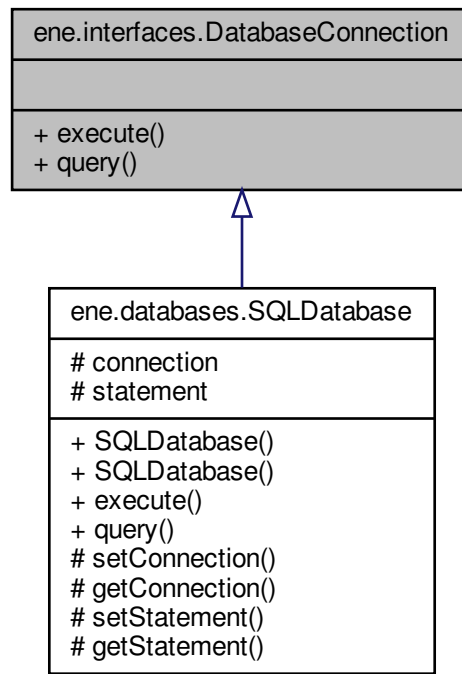 ene.interfaces.DatabaseConnection
+ execute()
+ query()
ene.databases.SQLDatabase
# connection
# statement
+ SQLDatabase()
+ SQLDatabase()
+ execute()
+ query()
# setConnection()
# getConnection()
# setStatement()
# getStatement()